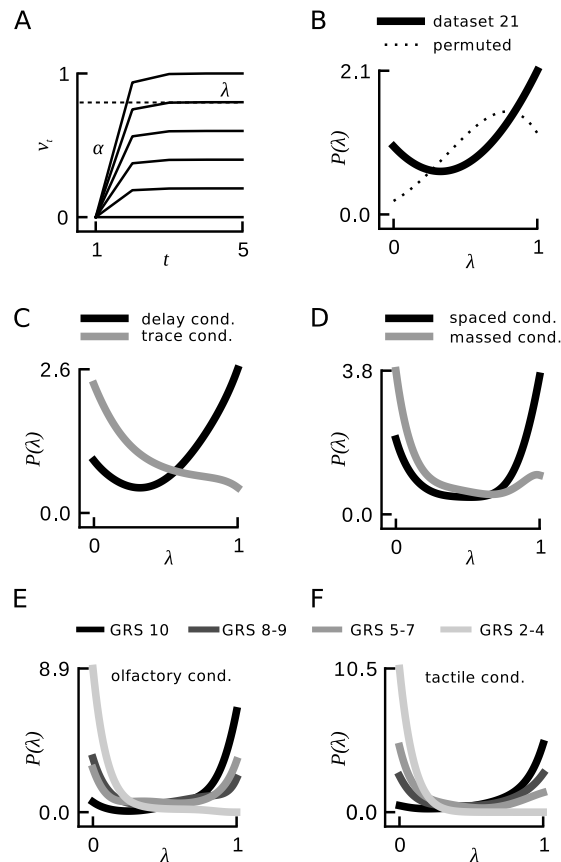 A
1
0
v_t
α
λ
1
5
t
B
dataset 21
permuted
2.1
0.0
P(λ)
0
1
λ
C
delay cond.
trace cond.
2.6
0.0
P(λ)
0
1
λ
D
spaced cond.
massed cond.
3.8
0.0
P(λ)
0
1
λ
E
F
GRS 10
GRS 8-9
GRS 5-7
GRS 2-4
8.9
olfactory cond.
0.0
P(λ)
0
1
λ
10.5
tactile cond.
0.0
P(λ)
0
1
λ